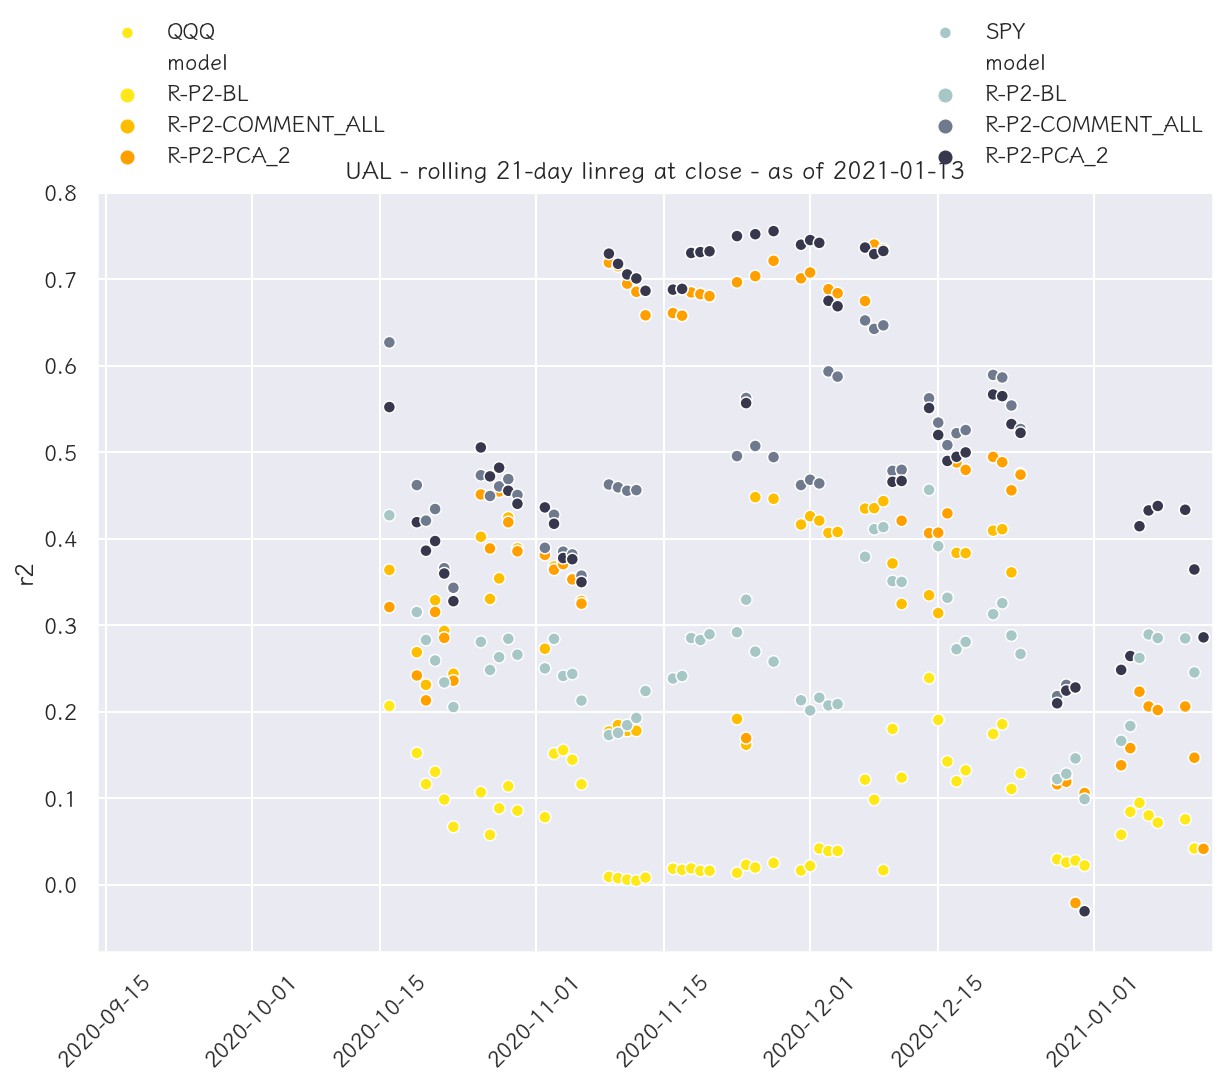 QQQ
model
R-P2-BL
R-P2-COMMENT_ALL
R-P2-PCA_2
SPY
model
R-P2-BL
R-P2-COMMENT_ALL
R-P2-PCA_2
UAL - rolling 21-day linreg at close - as of 2021-01-13
0.8
0.7
0.6
0.5
0.4
0.3
0.2
0.1
0.0
r2
2020-09-15
2020-10-01
2020-10-15
2020-11-01
2020-11-15
2020-12-01
2020-12-15
2021-01-01